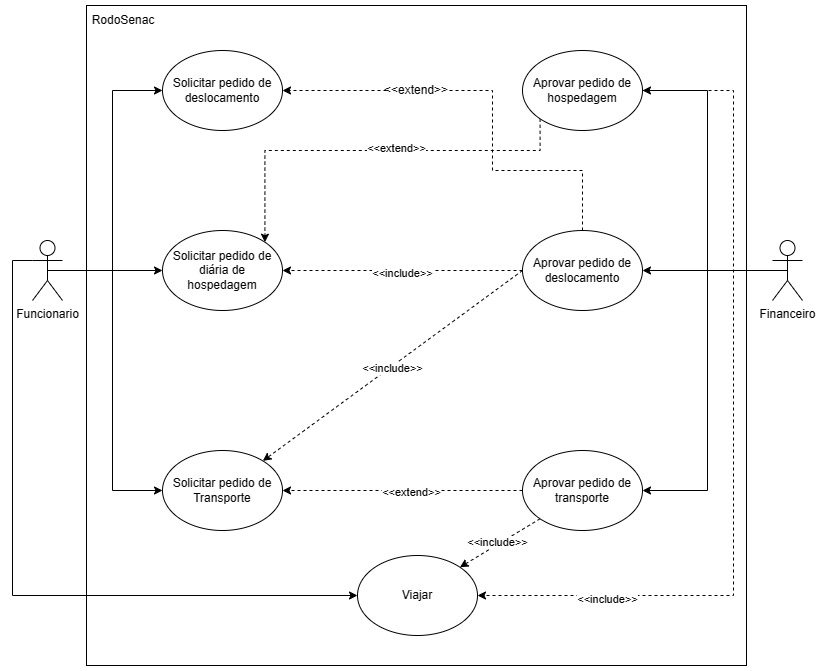 RodoSenac
Solicitar pedido de
deslocamento
<<extend>>
Aprovar pedido de
hospedagem
<<extend>>
Solicitar pedido de
diária de
hospedagem
<<include>>
Aprovar pedido de
deslocamento
Funcionario
Financeiro
<<include>>
Solicitar pedido de
Transporte
<<extend>>
Aprovar pedido de
transporte
<<include>>
Viajar
<<include>>